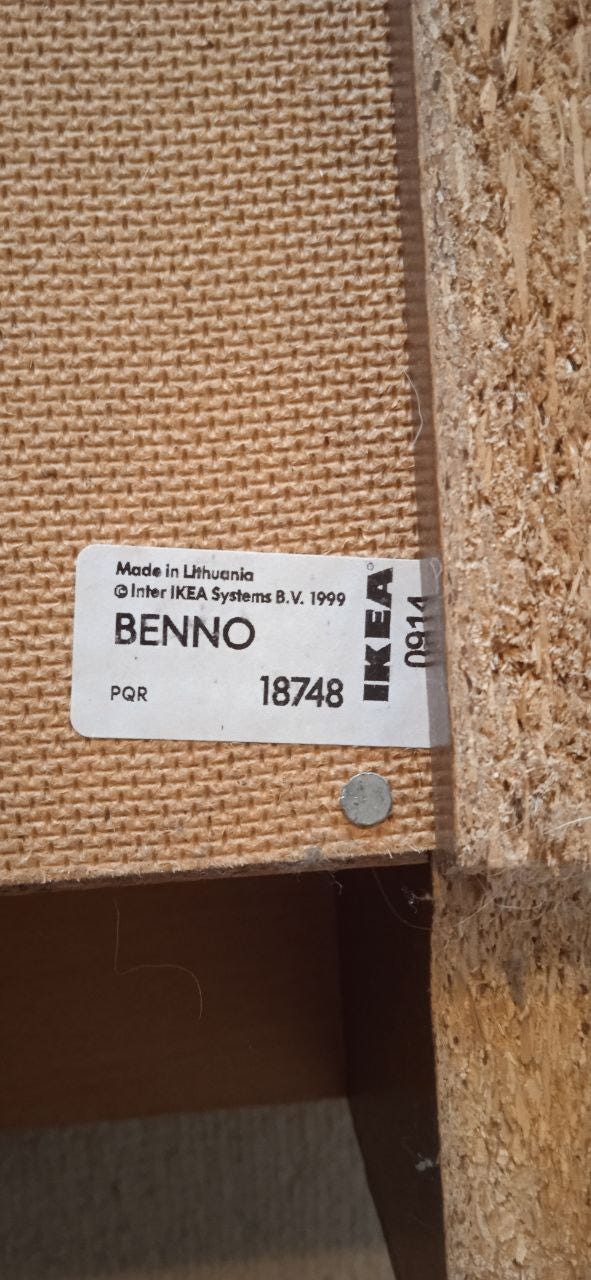 Made in Lithuania
© Inter IKEA Systems B.V. 1999
BENNO
PQR
18748
IKEA
0914